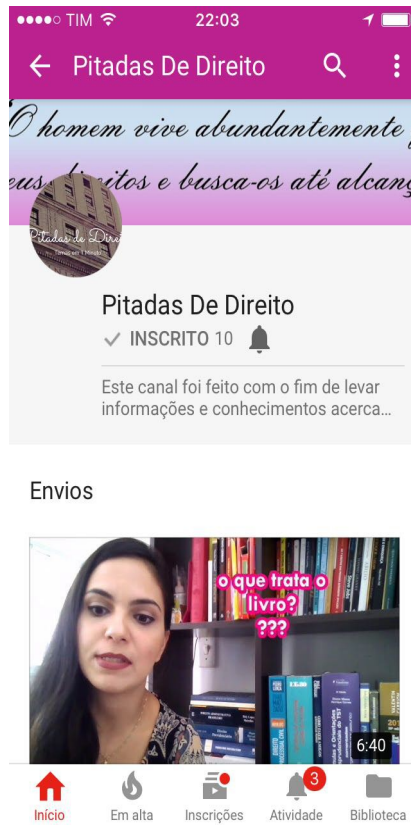 TIM 22:03
Pitadas De Direito
O homem vive abundantemente
eus direitos e busca-os até alcanç
Pitadas de Direi
Pitadas De Direito
INSCRITO 10
Este canal foi feito com o fim de levar
informações e conhecimentos acerca...
Envios
o que trata o
livro?
???
6:40
3
Início Em alta Inscrições Atividade Biblioteca